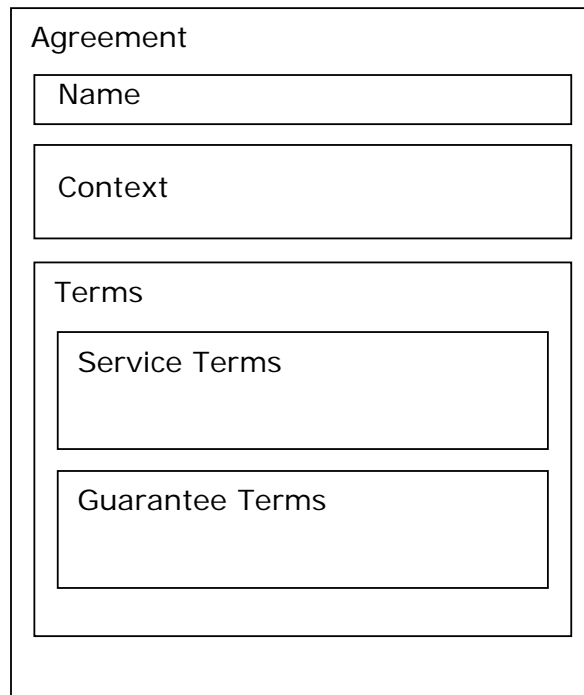 Agreement
Name
Context
Terms
Service Terms
Guarantee Terms